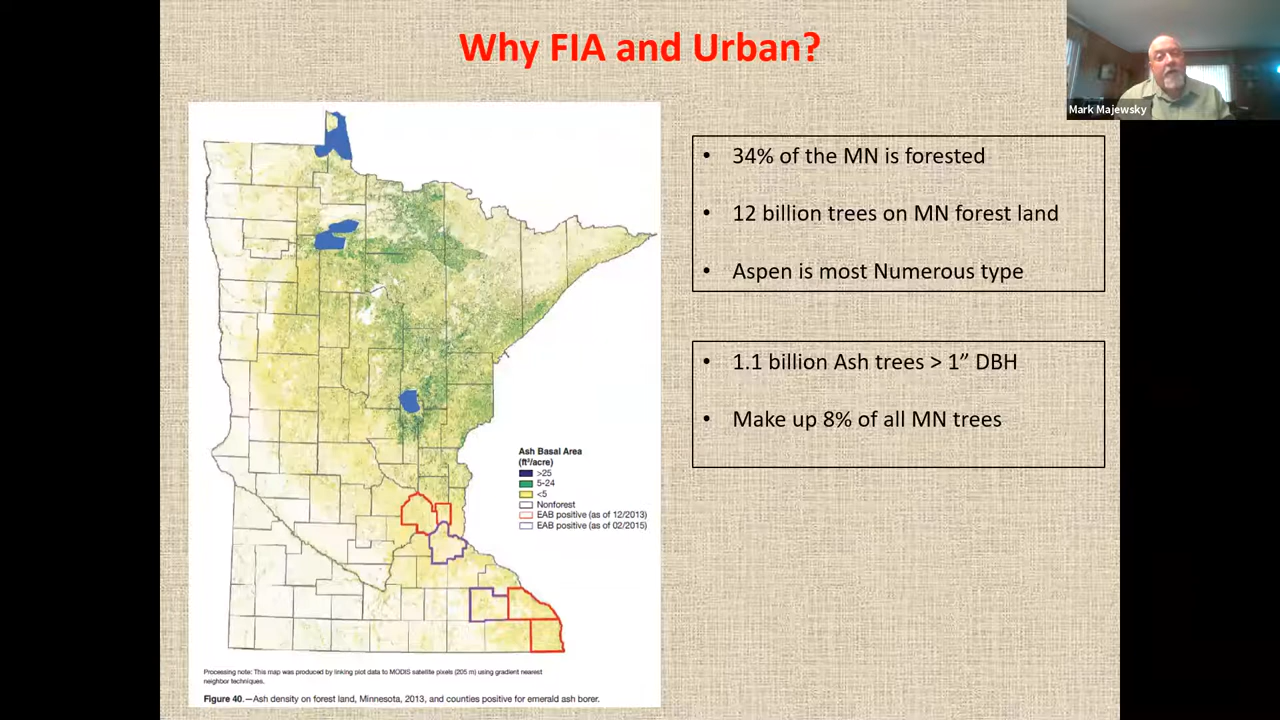 Why FIA and Urban?
Mark Majewsky
• 34% of the MN is forested
• 12 billion trees on MN forest land
• Aspen is most Numerous type
• 1.1 billion Ash trees > 1” DBH
• Make up 8% of all MN trees
Ash Basal Area
(ft²/acre)
>25
5-24
<5
Nonforest
EAB positive (as of 12/2013)
EAB positive (as of 02/2015)
Processing note: This map was produced by linking plot data to MODIS satellite pixels (205 m) using gradient nearest
neighbor techniques.
Figure 40.—Ash density on forest land, Minnesota, 2013, and counties positive for emerald ash borer.